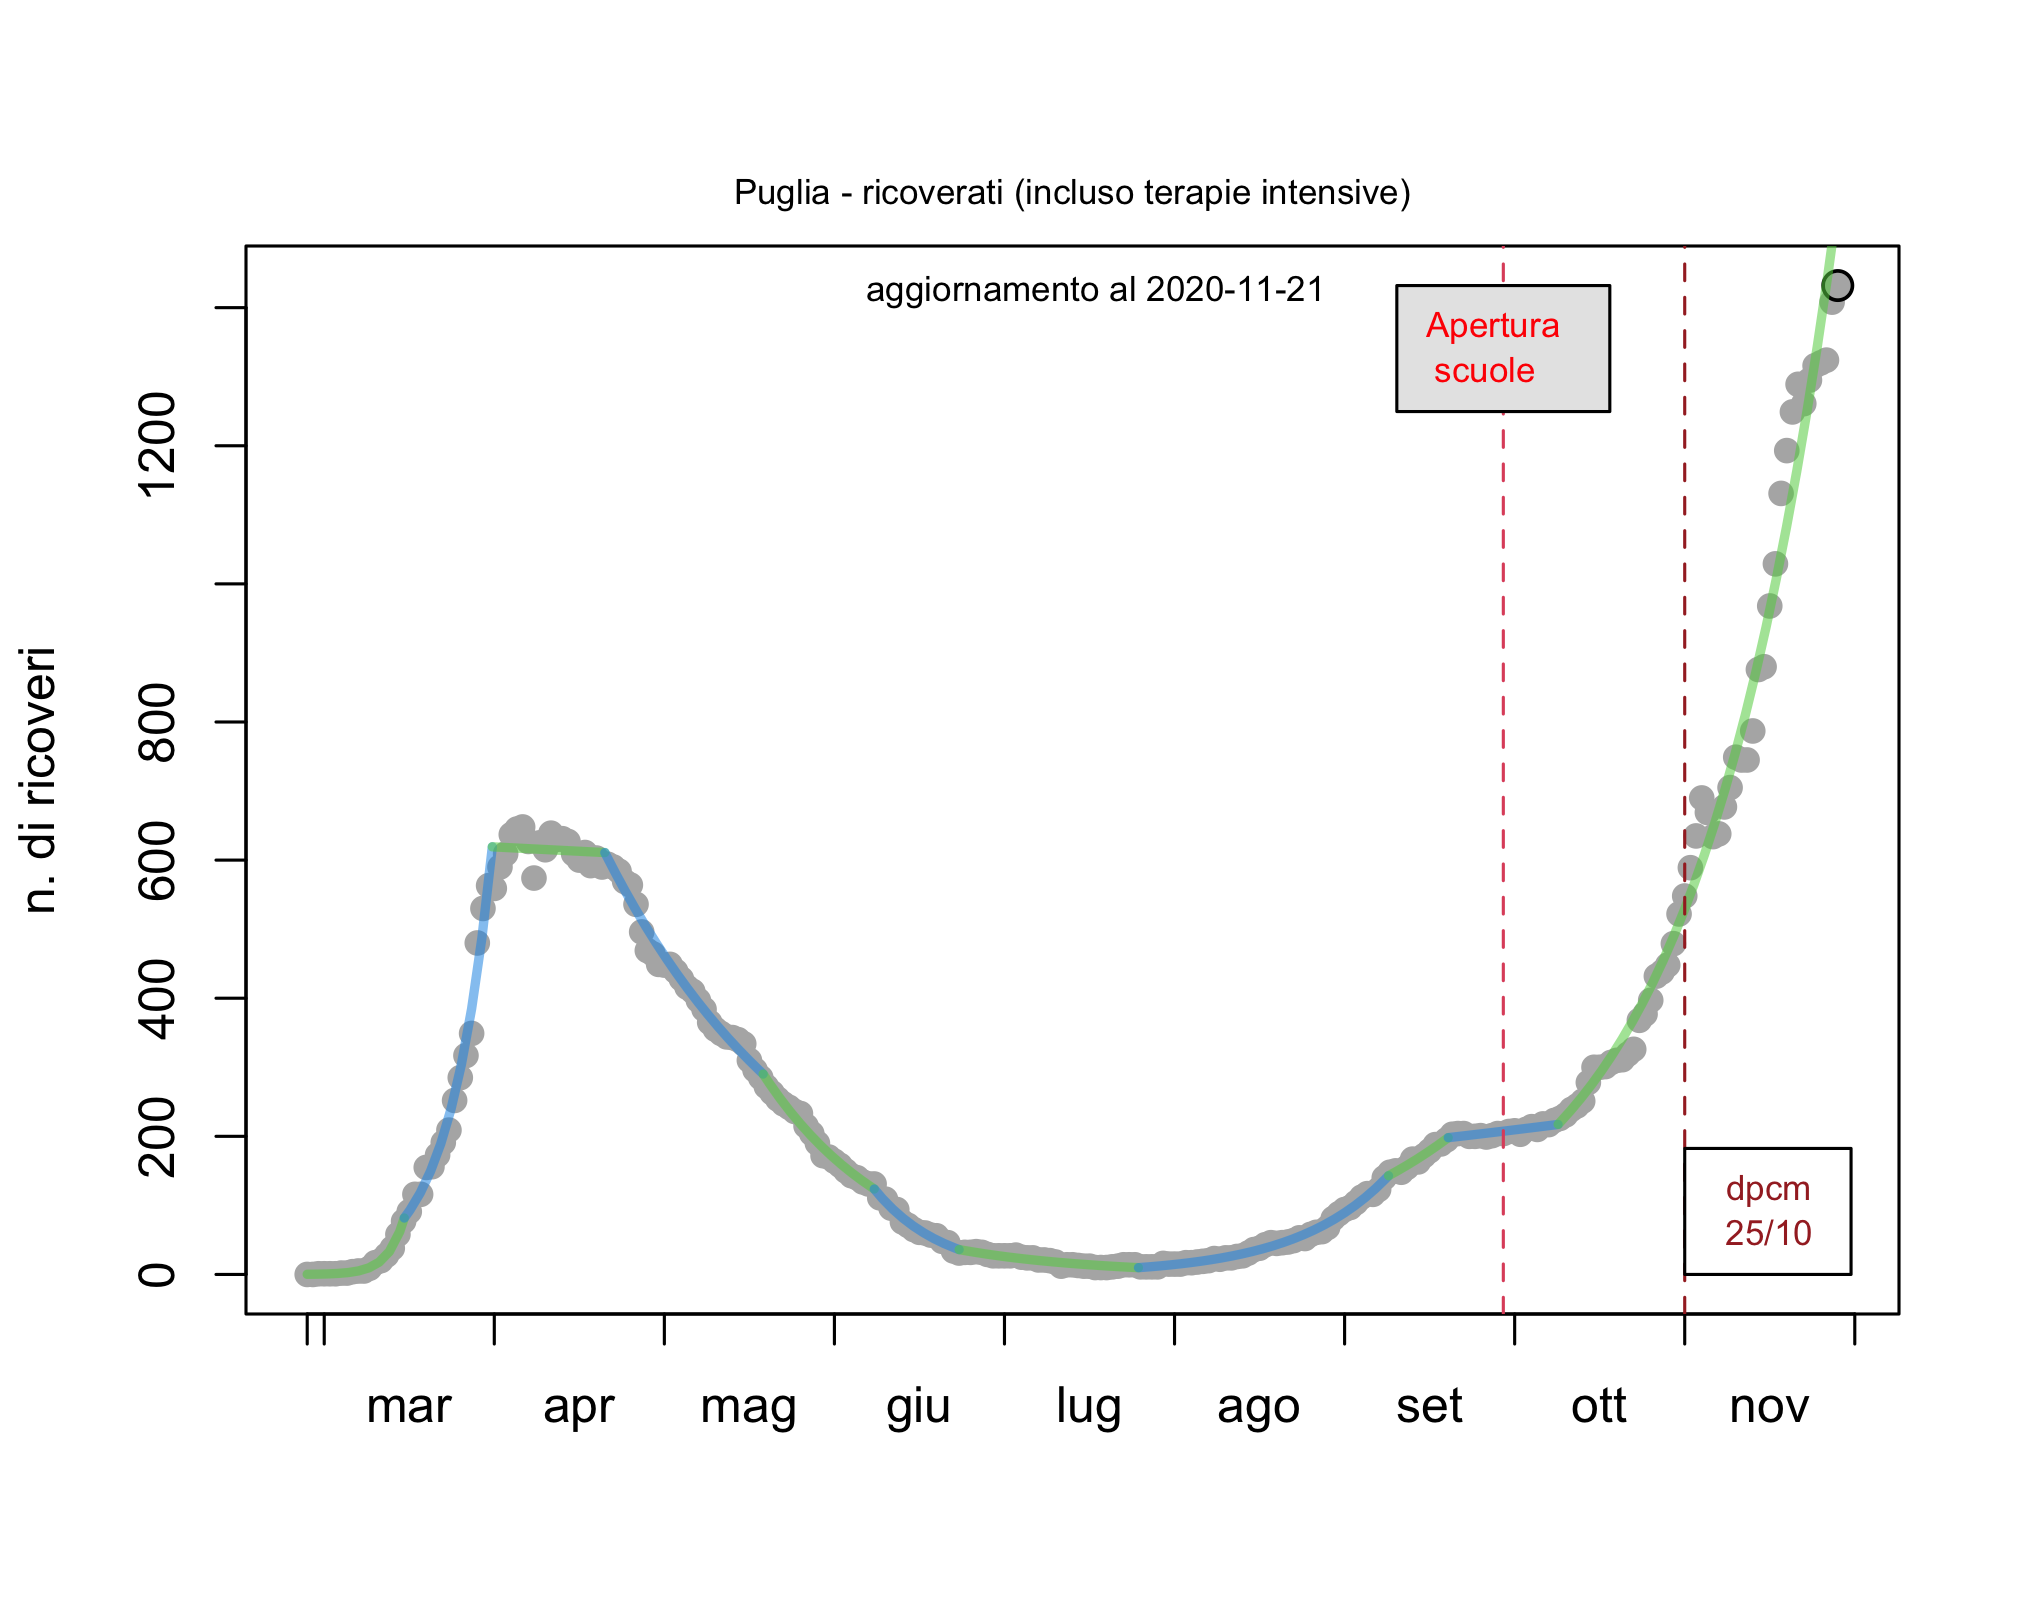 Puglia - ricoverati (incluso terapie intensive)
aggiornamento al 2020-11-21
Apertura
scuole
n. di ricoveri
1200
800
600
400
200
0
dpcm
25/10
mar apr mag giu lug ago set ott nov